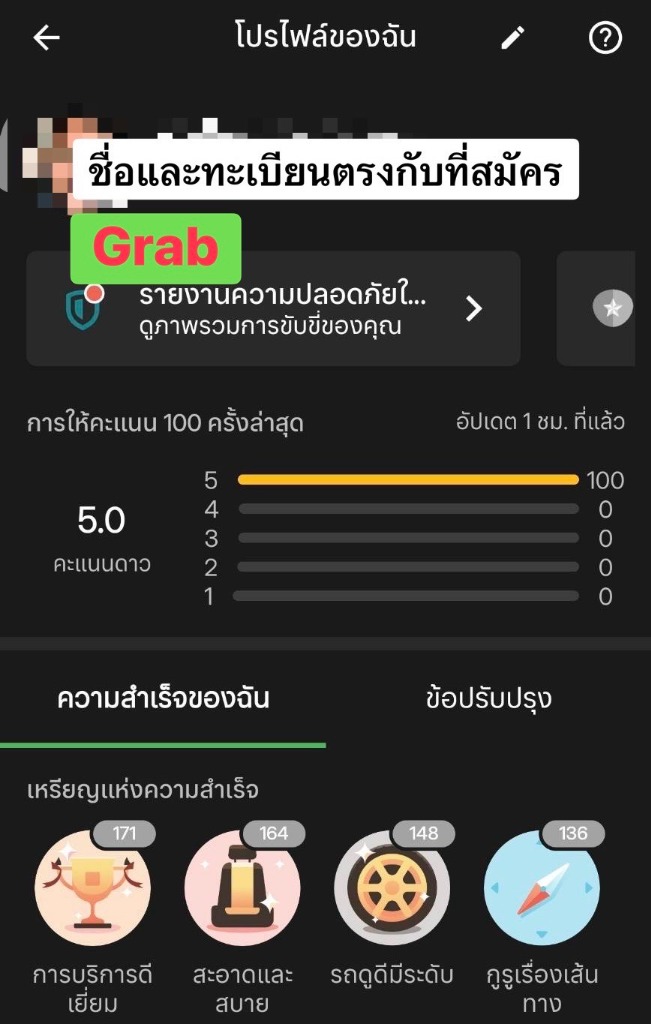 โปรไฟล์ของฉัน
ชื่อและทะเบียนตรงกับที่สมัคร
Grab
รายงานความปลอดภัยใ...
ดูภาพรวมการขับขี่ของคุณ
การให้คะแนน 100 ครั้งล่าสุด
อัปเดต 1 ชม. ที่แล้ว
5.0
คะแนนดาว
5 100
4 0
3 0
2 0
1 0
ความสำเร็จของฉัน
ข้อปรับปรุง
เหรียญแห่งความสำเร็จ
171 164 148 136
การบริการดี
เยี่ยม
สะอาดและ
สบาย
รถดูดีมีระดับ
กูรูเรื่องเส้น
ทาง